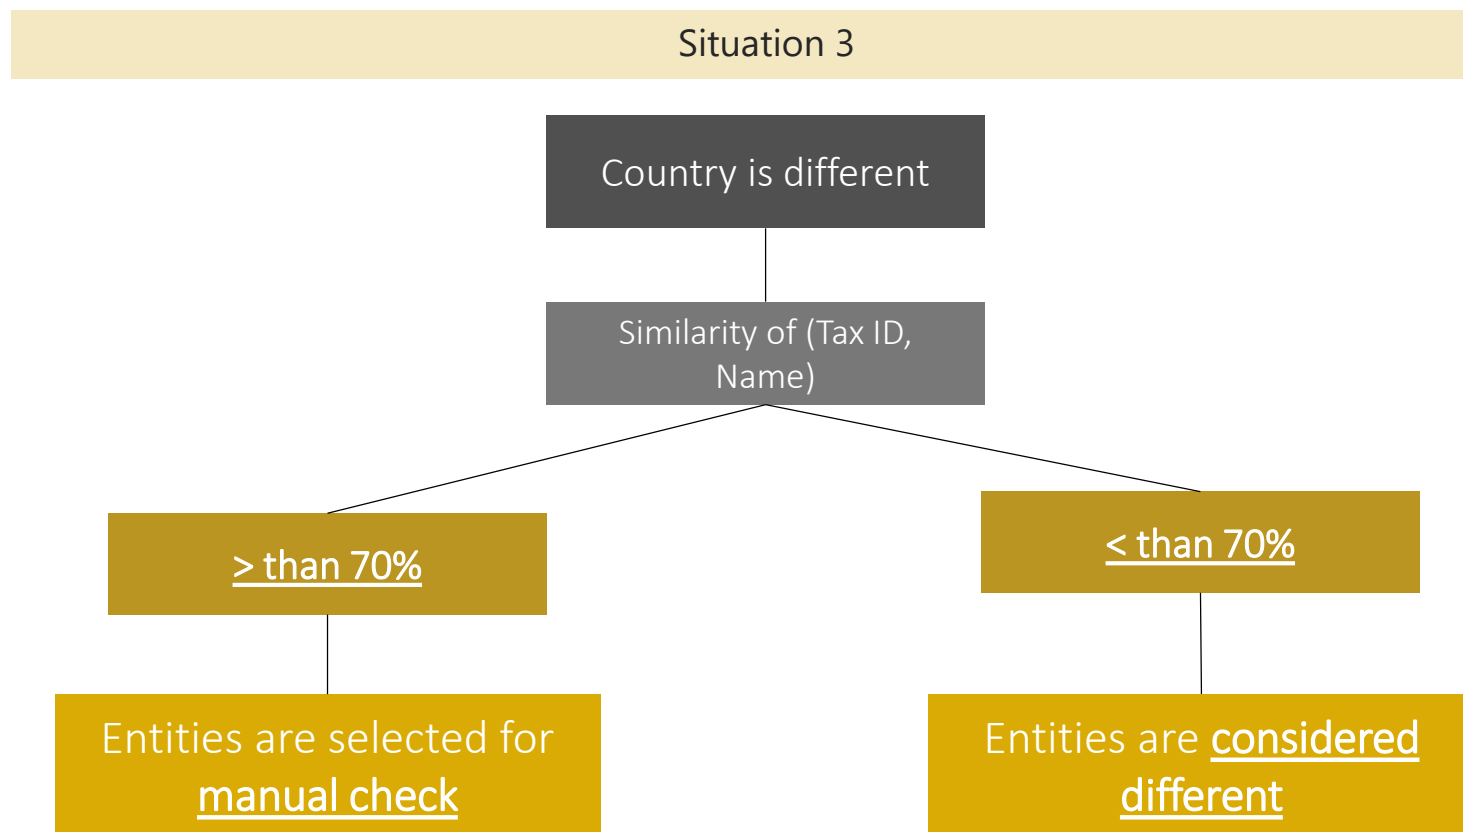 Situation 3
Country is different
Similarity of (Tax ID,
Name)
> than 70%
< than 70%
Entities are selected for
manual check
Entities are considered
different